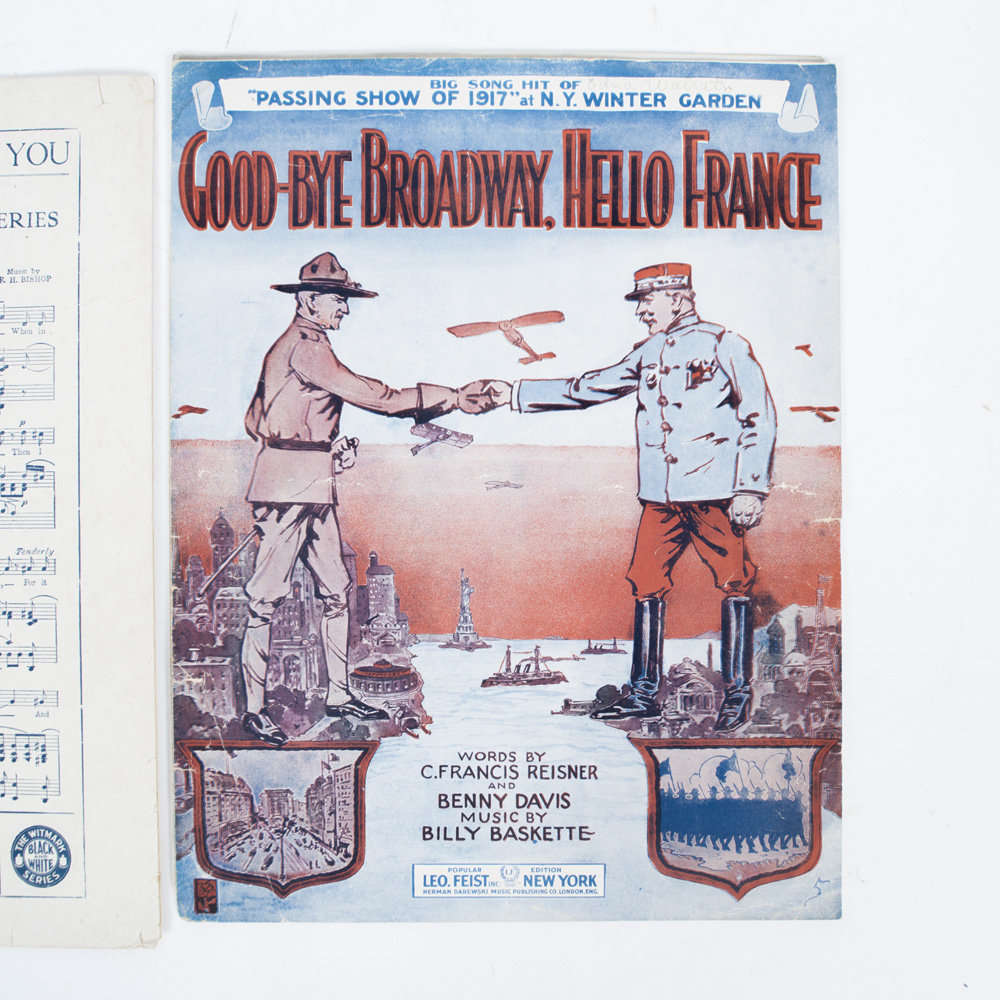 YOU
ERIES
Music by
F. H. BISHOP
When in
p
Then I
p
Tenderly
For it
And
THE WITMARK
BLACK
AND
WHITE
SERIES
BIG SONG HIT OF
"PASSING SHOW OF 1917" at N.Y. WINTER GARDEN
GOOD-BYE BROADWAY, HELLO FRANCE
WORDS BY
C. FRANCIS REISNER
AND
BENNY DAVIS
MUSIC BY
BILLY BASKETTE
POPULAR EDITION
LEO. FEIST INC. NEW YORK
HERMAN DAREWSKI MUSIC PUBLISHING CO. LONDON, ENG.
5